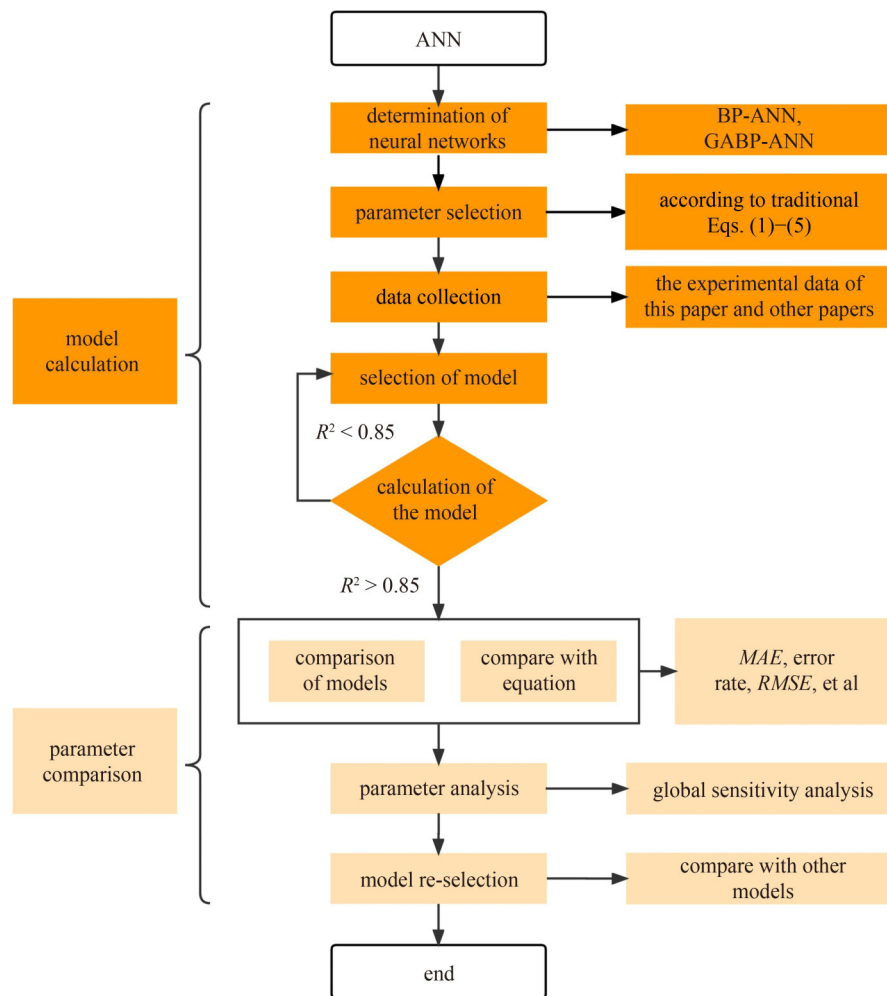 ANN
determination of
neural networks
BP-ANN,
GABP-ANN
parameter selection
according to traditional
Eqs. (1)−(5)
data collection
the experimental data of
this paper and other papers
model
calculation
selection of model
R² < 0.85
calculation of
the model
R² > 0.85
comparison
of models
compare with
equation
MAE, error
rate, RMSE, et al
parameter
comparison
parameter analysis
global sensitivity analysis
model re-selection
compare with other
models
end